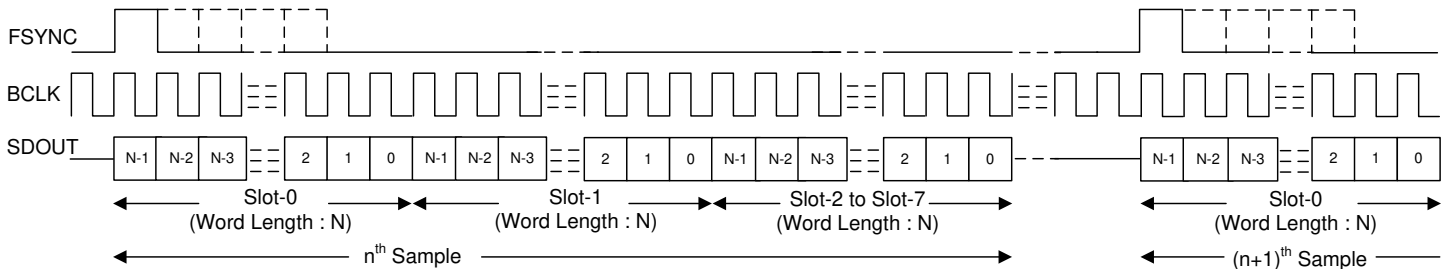 FSYNC
BCLK
SDOUT
N-1 N-2 N-3 2 1 0 N-1 N-2 N-3 2 1 0 N-1 N-2 N-3 2 1 0 N-1 N-2 N-3 2 1 0
Slot-0 Slot-1 Slot-2 to Slot-7 Slot-0
(Word Length : N) (Word Length : N) (Word Length : N) (Word Length : N)
nth Sample (n+1)th Sample